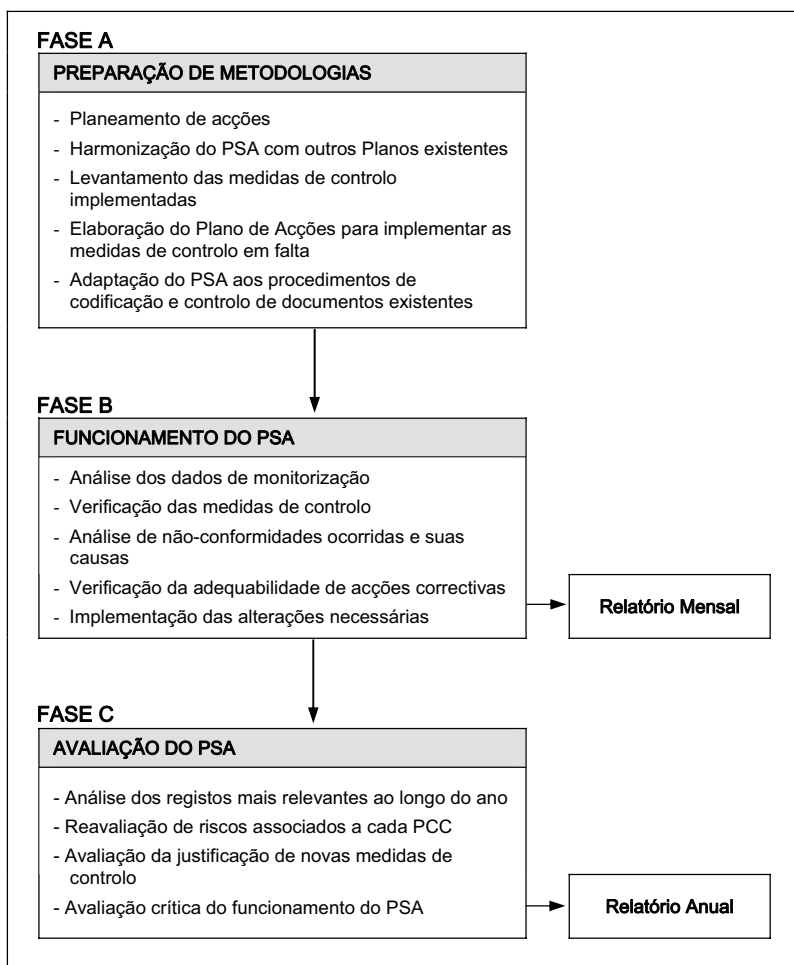 FASE A
PREPARAÇÃO DE METODOLOGIAS
- Planeamento de acções
- Harmonização do PSA com outros Planos existentes
- Levantamento das medidas de controlo
implementadas
- Elaboração do Plano de Acções para implementar as
medidas de controlo em falta
- Adaptação do PSA aos procedimentos de
codificação e controlo de documentos existentes
FASE B
FUNCIONAMENTO DO PSA
- Análise dos dados de monitorização
- Verificação das medidas de controlo
- Análise de não-conformidades ocorridas e suas
causas
- Verificação da adequabilidade de acções correctivas
- Implementação das alterações necessárias
Relatório Mensal
FASE C
AVALIAÇÃO DO PSA
- Análise dos registos mais relevantes ao longo do ano
- Reavaliação de riscos associados a cada PCC
- Avaliação da justificação de novas medidas de
controlo
- Avaliação crítica do funcionamento do PSA
Relatório Anual